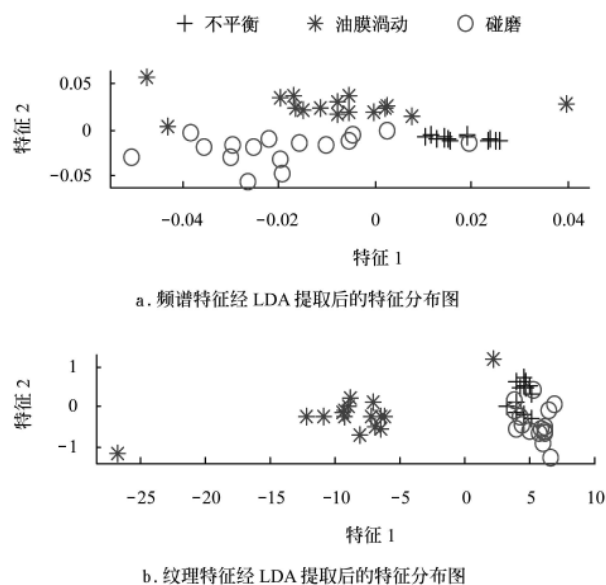 不平衡 油膜涡动 碰磨
0.05
0
-0.05
特征 2
-0.04 -0.02 0 0.02 0.04
特征 1
a. 频谱特征经 LDA 提取后的特征分布图
1
0
-1
特征 2
-25 -20 -15 -10 -5 0 5 10
特征 1
b. 纹理特征经 LDA 提取后的特征分布图